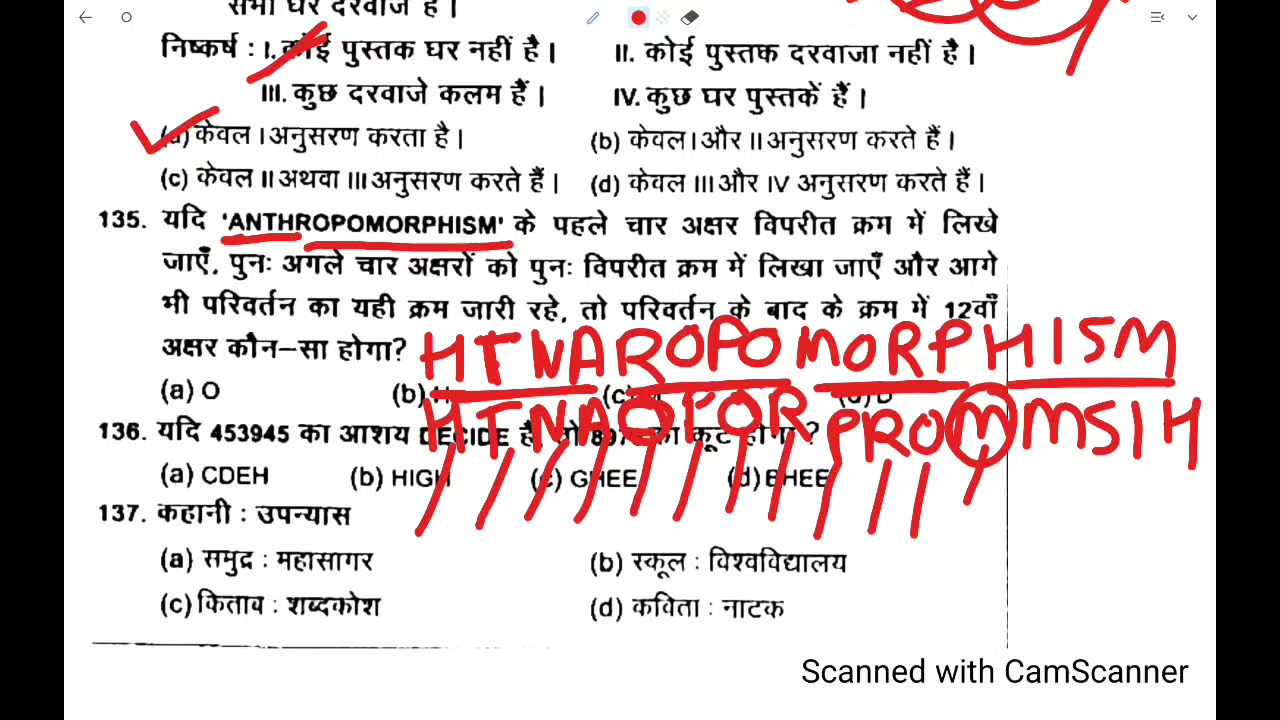 सभी घर दरवाजे हैं।
निष्कर्ष : I. कोई पुस्तक घर नहीं है। II. कोई पुस्तक दरवाजा नहीं है।
III. कुछ दरवाजे कलम हैं। IV. कुछ घर पुस्तकें हैं।
(a) केवल I अनुसरण करता है। (b) केवल I और II अनुसरण करते हैं।
(c) केवल II अथवा III अनुसरण करते हैं। (d) केवल III और IV अनुसरण करते हैं।
135. यदि 'ANTHROPOMORPHISM' के पहले चार अक्षर विपरीत क्रम में लिखे
जाएँ, पुनः अगले चार अक्षरों को पुनः विपरीत क्रम में लिखा जाएँ और आगे
भी परिवर्तन का यही क्रम जारी रहे, तो परिवर्तन के बाद के क्रम में 12वाँ
अक्षर कौन-सा होगा? HTNAROPOMORPHISM
(a) O (b) (c)
HTNAOPOR PROMMSIH
136. यदि 453945 का आशय DECIDE है, का कूट होगा ?
(a) CDEH (b) HIGH (c) GHEE (d) BHEE
137. कहानी : उपन्यास
(a) समुद्र : महासागर (b) स्कूल : विश्वविद्यालय
(c) किताब : शब्दकोश (d) कविता : नाटक
Scanned with CamScanner